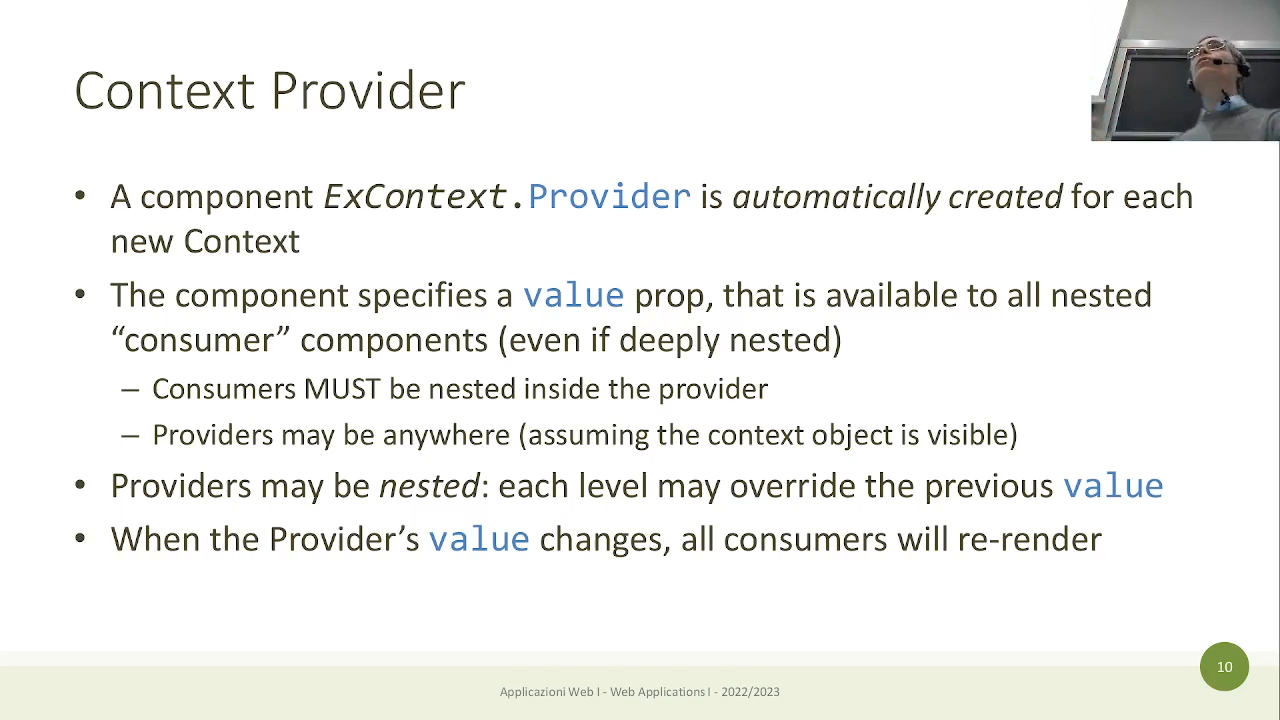 Context Provider
• A component ExContext.Provider is automatically created for each
new Context
• The component specifies a value prop, that is available to all nested
“consumer” components (even if deeply nested)
– Consumers MUST be nested inside the provider
– Providers may be anywhere (assuming the context object is visible)
• Providers may be nested: each level may override the previous value
• When the Provider’s value changes, all consumers will re-render
10
Applicazioni Web I - Web Applications I - 2022/2023